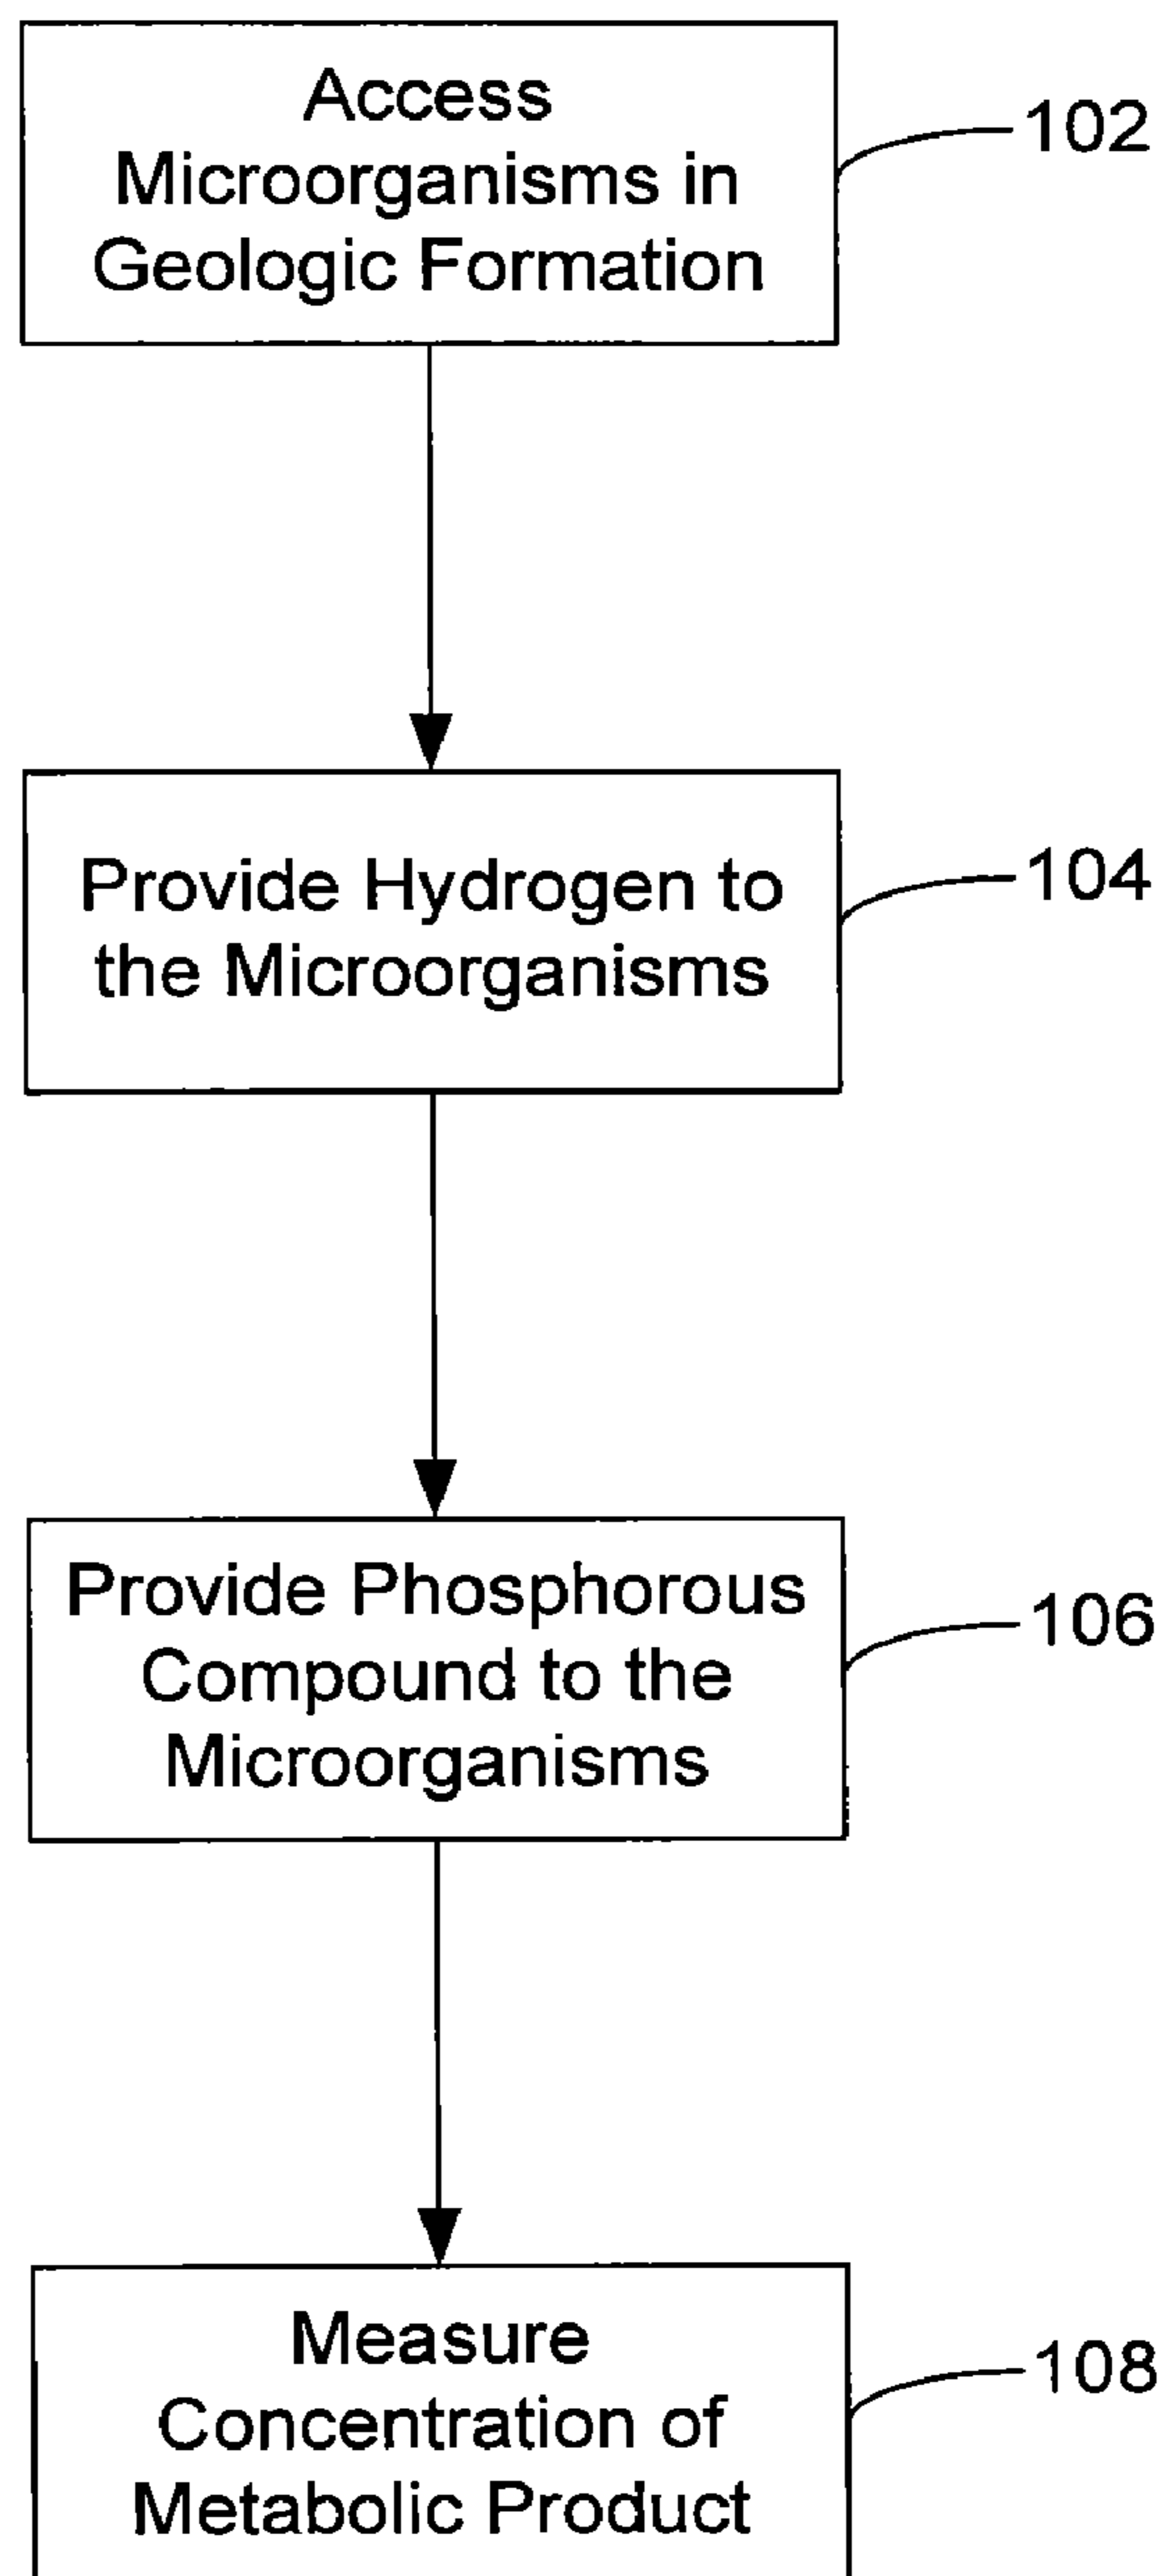 Access
Microorganisms in
Geologic Formation
102
Provide Hydrogen to
the Microorganisms
104
Provide Phosphorous
Compound to the
Microorganisms
106
Measure
Concentration of
Metabolic Product
108